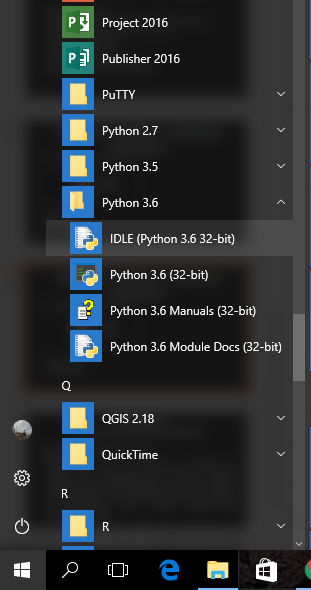 Project 2016
Publisher 2016
PuTTY
Python 2.7
Python 3.5
Python 3.6
IDLE (Python 3.6 32-bit)
Python 3.6 (32-bit)
Python 3.6 Manuals (32-bit)
Python 3.6 Module Docs (32-bit)
Q
QGIS 2.18
QuickTime
R
R